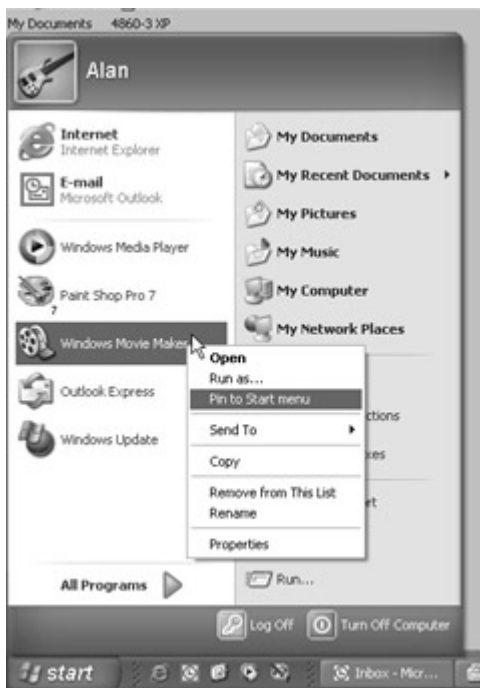 My Documents 4860-3 XP
Alan
Internet
Internet Explorer
E-mail
Microsoft Outlook
Windows Media Player
Paint Shop Pro 7
7
Windows Movie Maker
Outlook Express
Windows Update
All Programs
My Documents
My Recent Documents
My Pictures
My Music
My Computer
My Network Places
Open
Run as...
Pin to Start menu
Send To
Copy
Remove from This List
Rename
Properties
ctions
xes
rt
Run...
Log Off Turn Off Computer
start Inbox - Micr...